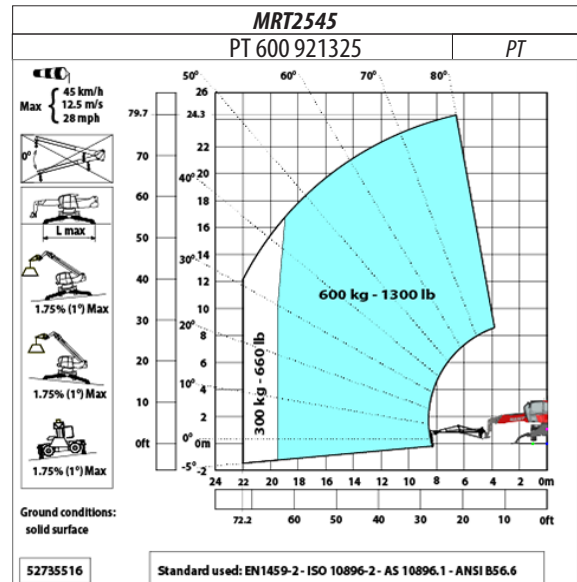 MRT2545
PT 600 921325 PT
Max { 45 km/h
12.5 m/s
28 mph
0°
L max
1.75% (1°) Max
1.75% (1°) Max
1.75% (1°) Max
Ground conditions:
solid surface
52735516
79.7
70
60
50
40
30
20
10
0ft
26
24.3
22
20
18
16
14
12
10
8
6
4
2
0m
-2
50°
60°
70°
80°
40°
30°
20°
10°
0°
-5°
600 kg - 1300 lb
300 kg - 660 lb
24 22 20 18 16 14 12 10 8 6 4 2 0m
72.2 60 50 40 30 20 10 0ft
Standard used: EN1459-2 - ISO 10896-2 - AS 10896.1 - ANSI B56.6